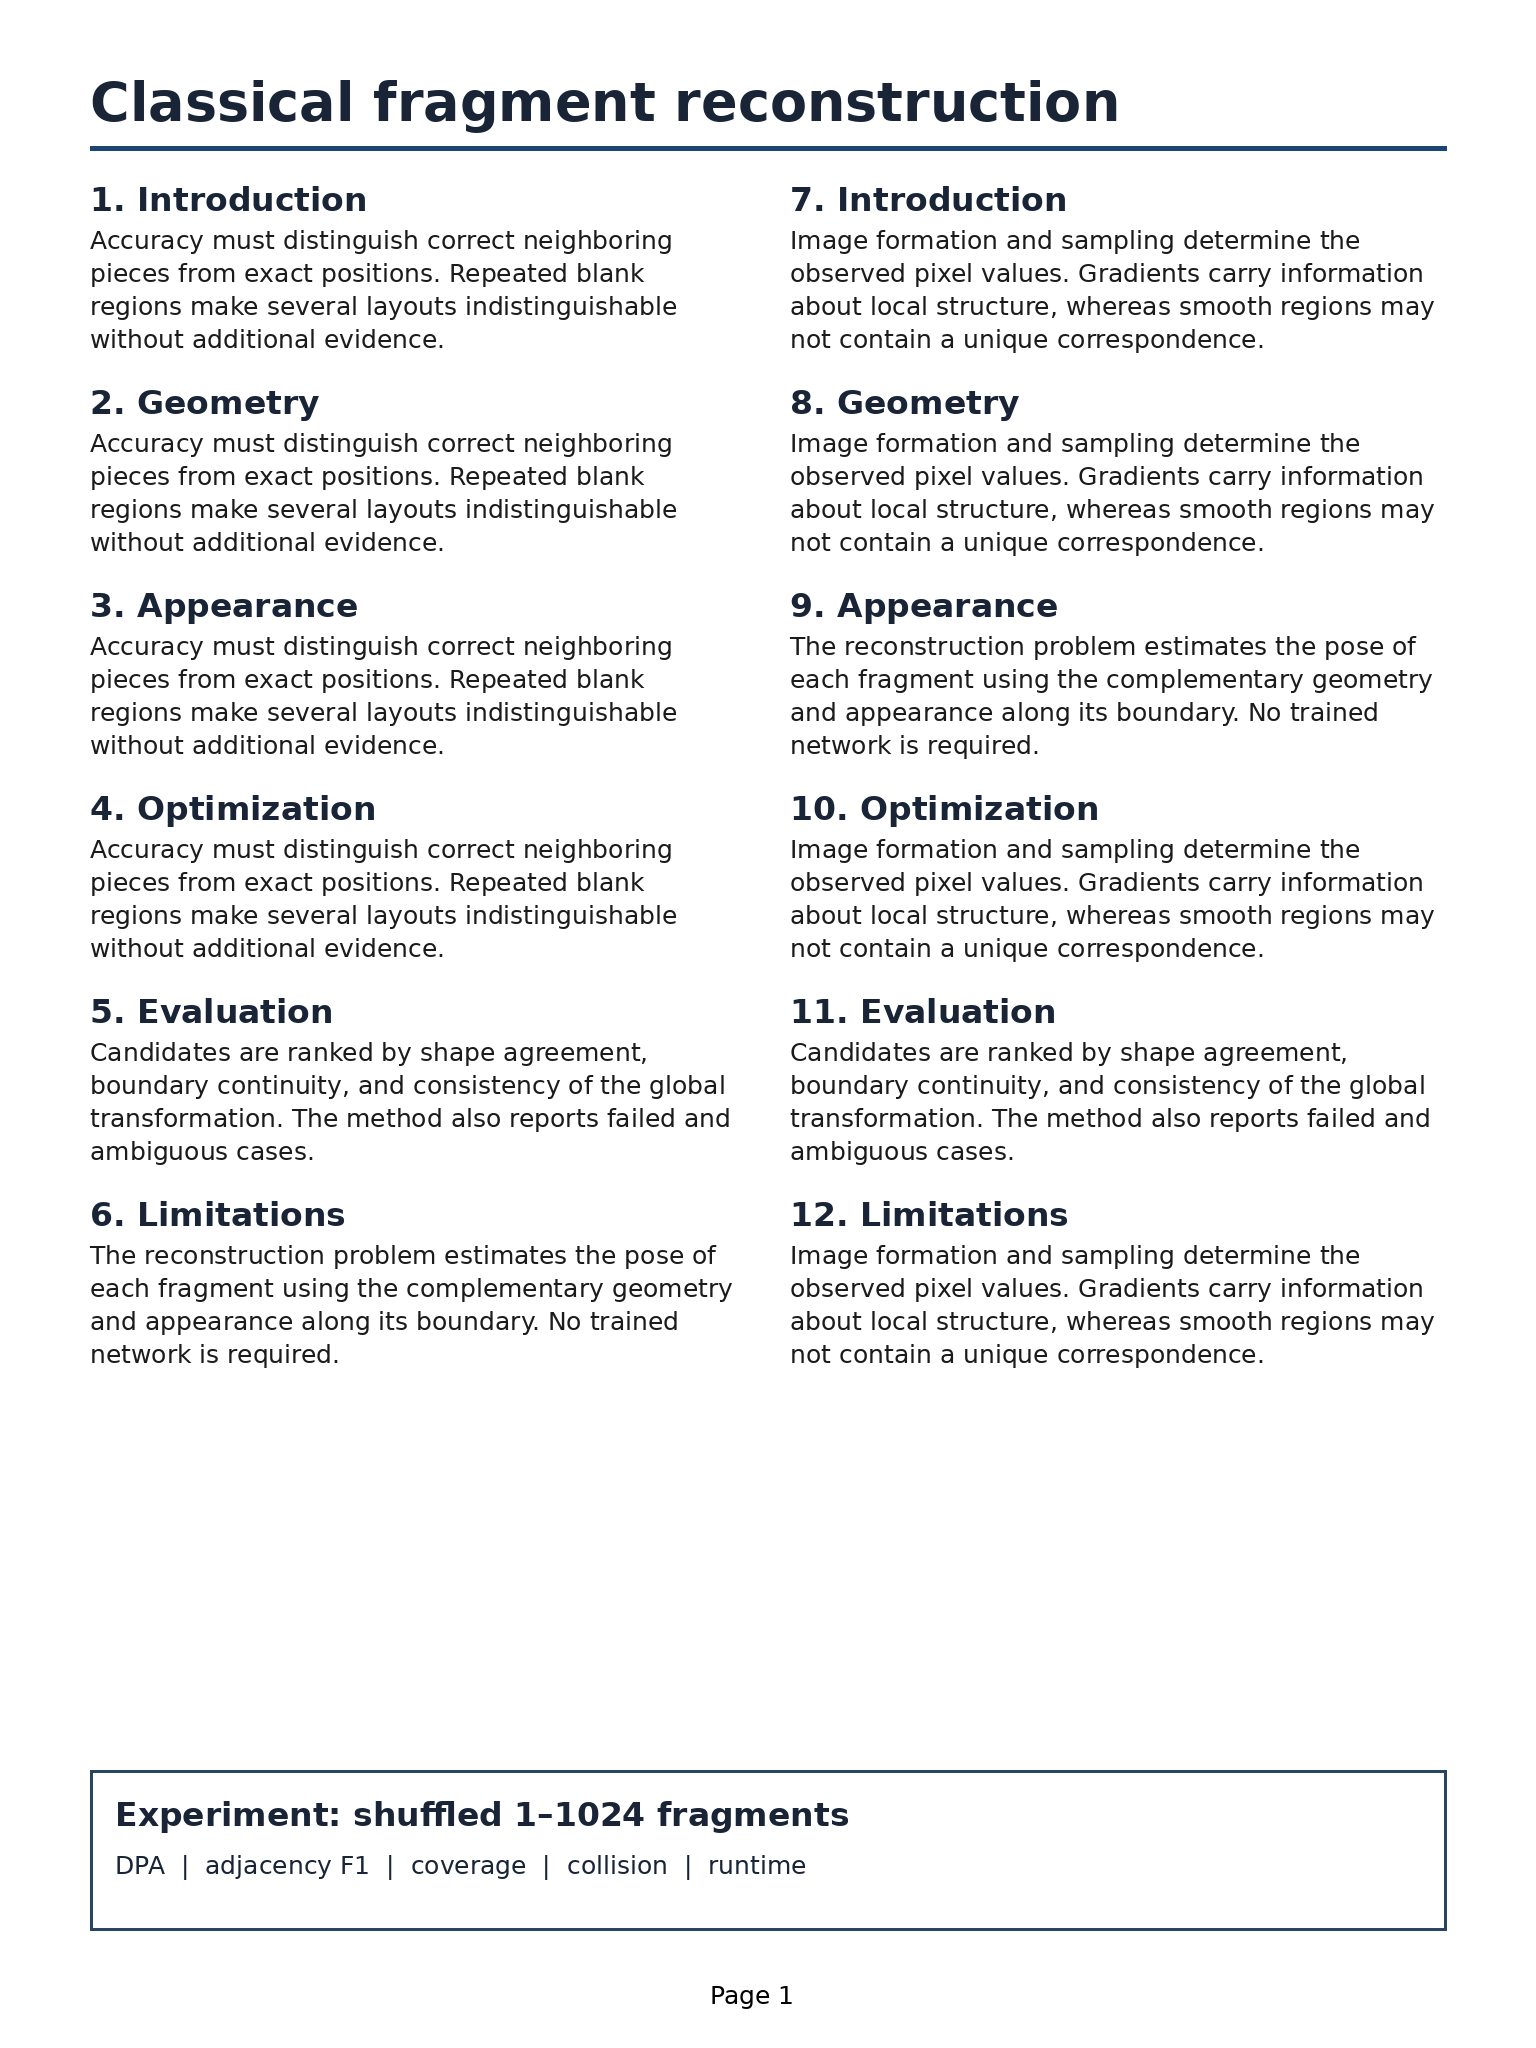 Classical fragment reconstruction
1. Introduction
Accuracy must distinguish correct neighboring
pieces from exact positions. Repeated blank
regions make several layouts indistinguishable
without additional evidence.
2. Geometry
Accuracy must distinguish correct neighboring
pieces from exact positions. Repeated blank
regions make several layouts indistinguishable
without additional evidence.
3. Appearance
Accuracy must distinguish correct neighboring
pieces from exact positions. Repeated blank
regions make several layouts indistinguishable
without additional evidence.
4. Optimization
Accuracy must distinguish correct neighboring
pieces from exact positions. Repeated blank
regions make several layouts indistinguishable
without additional evidence.
5. Evaluation
Candidates are ranked by shape agreement,
boundary continuity, and consistency of the global
transformation. The method also reports failed and
ambiguous cases.
6. Limitations
The reconstruction problem estimates the pose of
each fragment using the complementary geometry
and appearance along its boundary. No trained
network is required.
7. Introduction
Image formation and sampling determine the
observed pixel values. Gradients carry information
about local structure, whereas smooth regions may
not contain a unique correspondence.
8. Geometry
Image formation and sampling determine the
observed pixel values. Gradients carry information
about local structure, whereas smooth regions may
not contain a unique correspondence.
9. Appearance
The reconstruction problem estimates the pose of
each fragment using the complementary geometry
and appearance along its boundary. No trained
network is required.
10. Optimization
Image formation and sampling determine the
observed pixel values. Gradients carry information
about local structure, whereas smooth regions may
not contain a unique correspondence.
11. Evaluation
Candidates are ranked by shape agreement,
boundary continuity, and consistency of the global
transformation. The method also reports failed and
ambiguous cases.
12. Limitations
Image formation and sampling determine the
observed pixel values. Gradients carry information
about local structure, whereas smooth regions may
not contain a unique correspondence.
Experiment: shuffled 1–1024 fragments
DPA | adjacency F1 | coverage | collision | runtime
Page 1